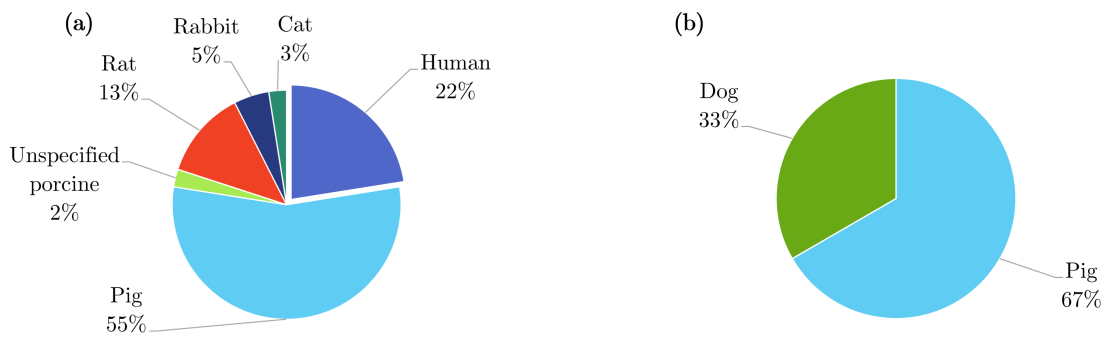 (a)
Rabbit
5%
Cat
3%
Rat
13%
Human
22%
Unspecified
porcine
2%
Pig
55%
(b)
Dog
33%
Pig
67%